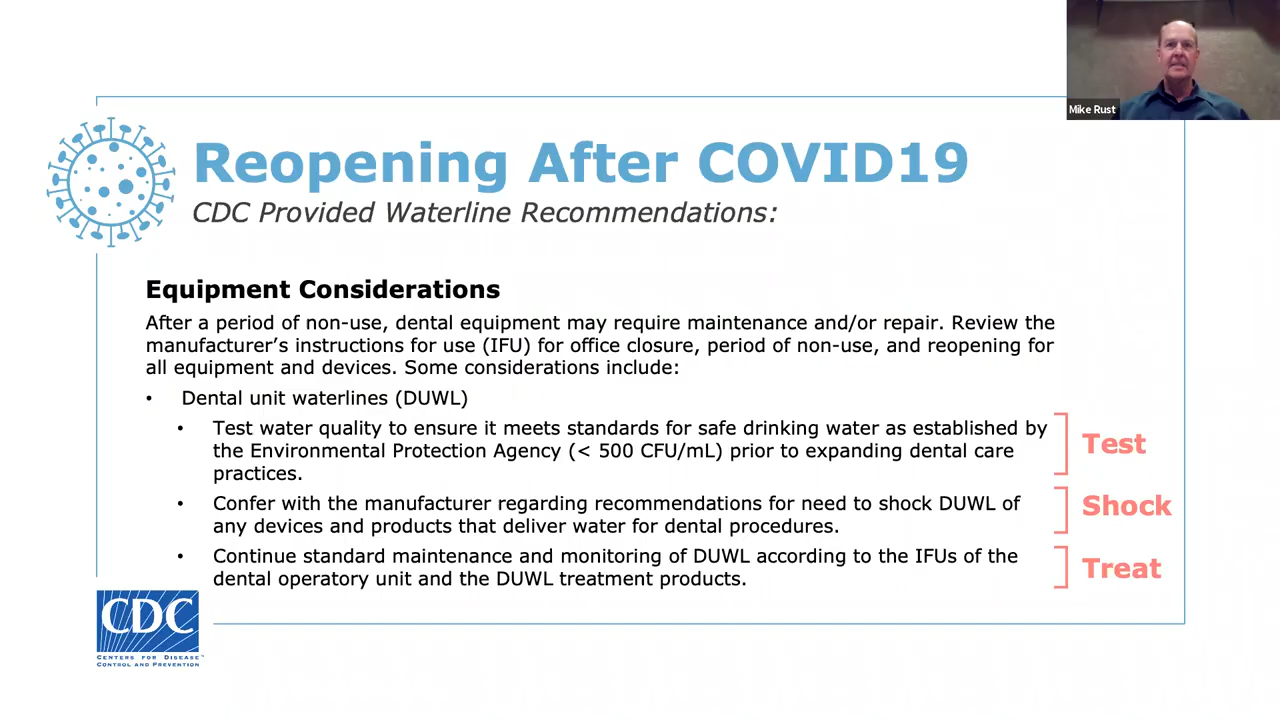 Mike Rust
Reopening After COVID19
CDC Provided Waterline Recommendations:
Equipment Considerations
After a period of non-use, dental equipment may require maintenance and/or repair. Review the
manufacturer’s instructions for use (IFU) for office closure, period of non-use, and reopening for
all equipment and devices. Some considerations include:
• Dental unit waterlines (DUWL)
• Test water quality to ensure it meets standards for safe drinking water as established by
the Environmental Protection Agency (< 500 CFU/mL) prior to expanding dental care
practices.
Test
• Confer with the manufacturer regarding recommendations for need to shock DUWL of
any devices and products that deliver water for dental procedures.
Shock
• Continue standard maintenance and monitoring of DUWL according to the IFUs of the
dental operatory unit and the DUWL treatment products.
Treat
CDC
CENTERS FOR DISEASE™
CONTROL AND PREVENTION